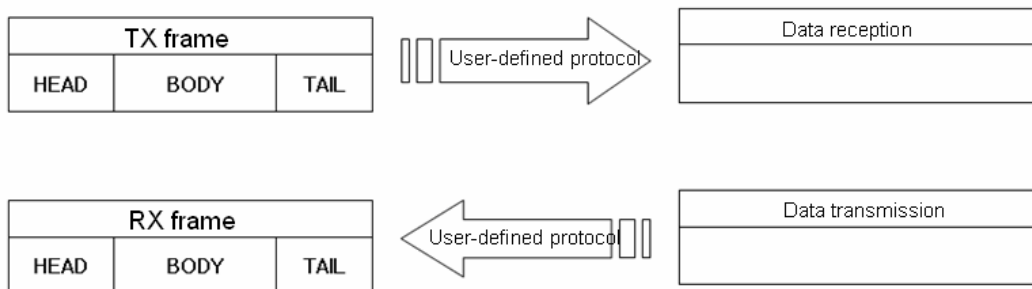 TX frame
HEAD BODY TAIL
User-defined protocol
Data reception
RX frame
HEAD BODY TAIL
User-defined protocol
Data transmission